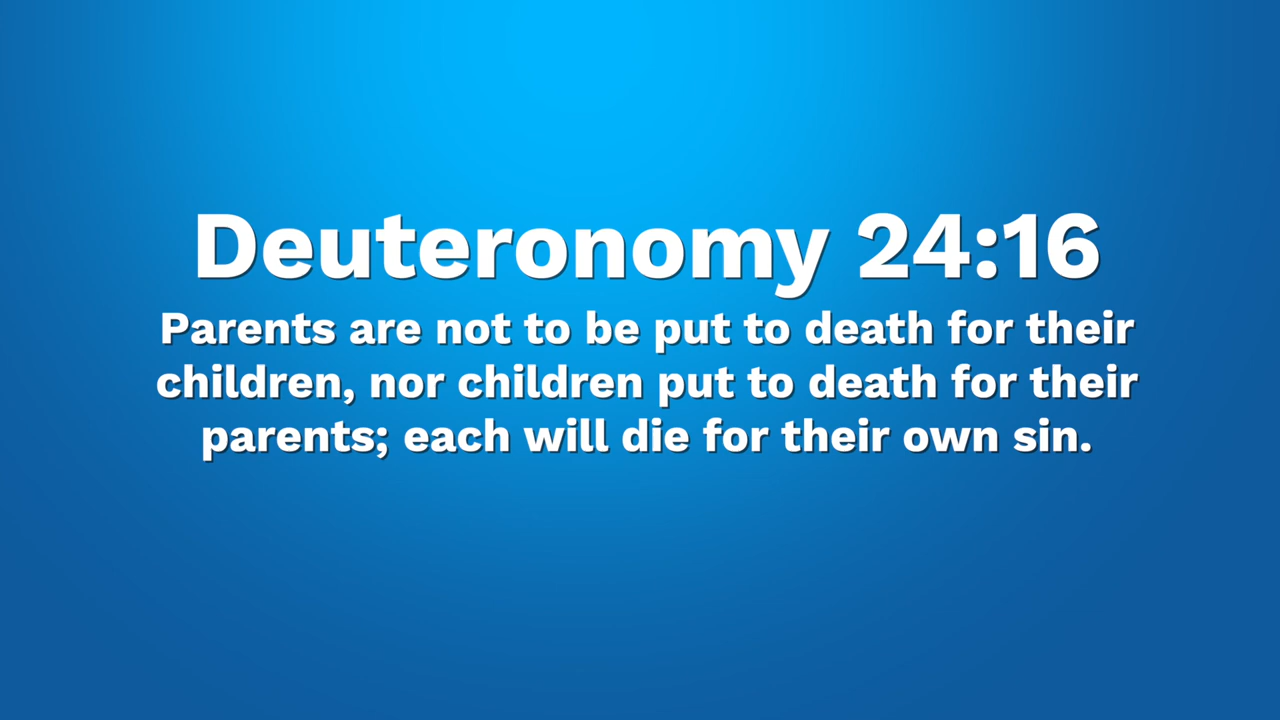 Deuteronomy 24:16
Parents are not to be put to death for their
children, nor children put to death for their
parents; each will die for their own sin.